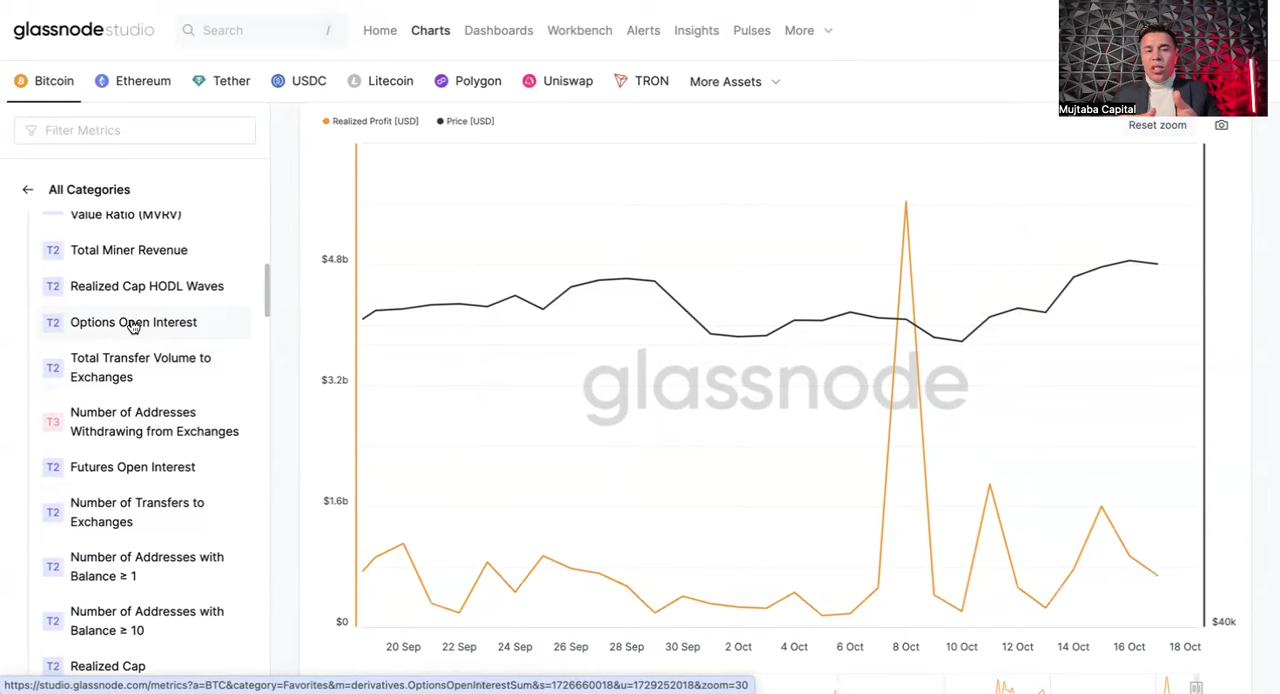 glassnode studio
Search /
Home Charts Dashboards Workbench Alerts Insights Pulses More
Mujtaba Capital
Bitcoin Ethereum Tether USDC Litecoin Polygon Uniswap TRON More Assets
Filter Metrics
Realized Profit [USD] Price [USD]
Reset zoom
All Categories
Value Ratio (MVRV)
T2 Total Miner Revenue
T2 Realized Cap HODL Waves
T2 Options Open Interest
T2 Total Transfer Volume to
Exchanges
T3 Number of Addresses
Withdrawing from Exchanges
T2 Futures Open Interest
T2 Number of Transfers to
Exchanges
T2 Number of Addresses with
Balance ≥ 1
T2 Number of Addresses with
Balance ≥ 10
T2 Realized Cap
$4.8b
$3.2b
$1.6b
$0
$40k
glassnode
20 Sep 22 Sep 24 Sep 26 Sep 28 Sep 30 Sep 2 Oct 4 Oct 6 Oct 8 Oct 10 Oct 12 Oct 14 Oct 16 Oct 18 Oct
https://studio.glassnode.com/metrics?a=BTC&category=Favorites&m=derivatives.OptionsOpenInterestSum&s=1726660018&u=1729252018&zoom=30